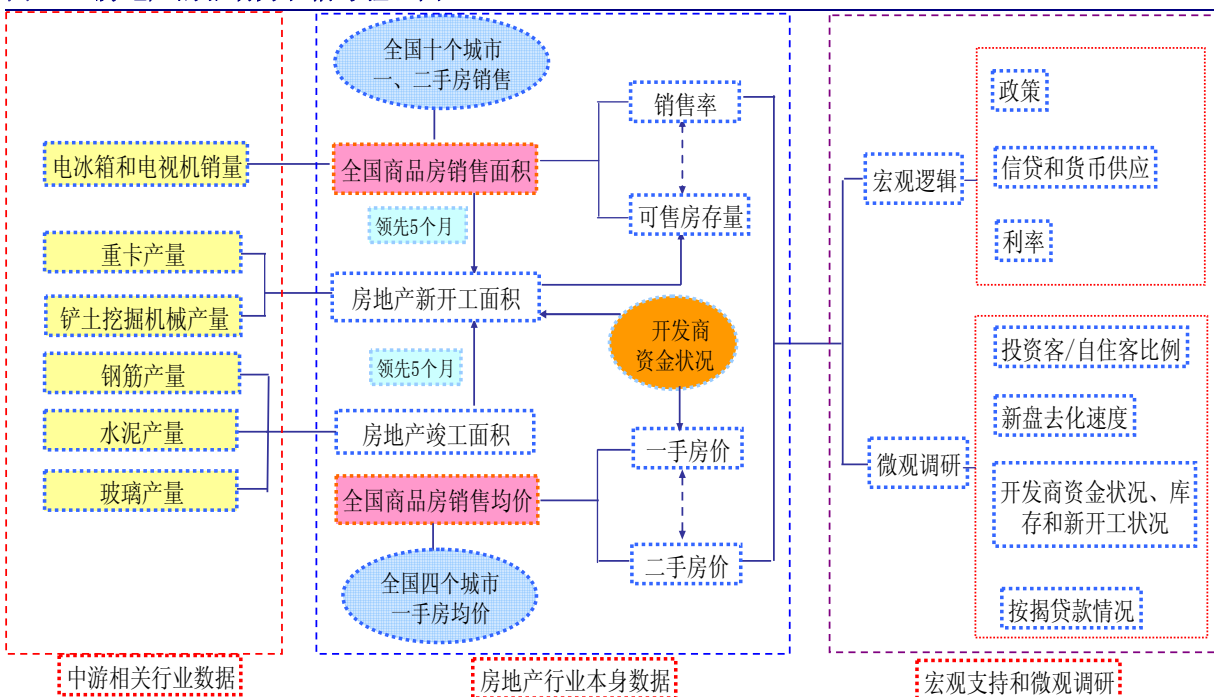 全国十个城市
一、二手房销售
电冰箱和电视机销量
全国商品房销售面积
销售率
可售房存量
领先5个月
重卡产量
铲土挖掘机械产量
房地产新开工面积
开发商
资金状况
领先5个月
钢筋产量
水泥产量
玻璃产量
房地产竣工面积
一手房价
全国商品房销售均价
二手房价
全国四个城市
一手房均价
宏观逻辑
政策
信贷和货币供应
利率
微观调研
投资客/自住客比例
新盘去化速度
开发商资金状况、库
存和新开工状况
按揭贷款情况
中游相关行业数据
房地产行业本身数据
宏观支持和微观调研